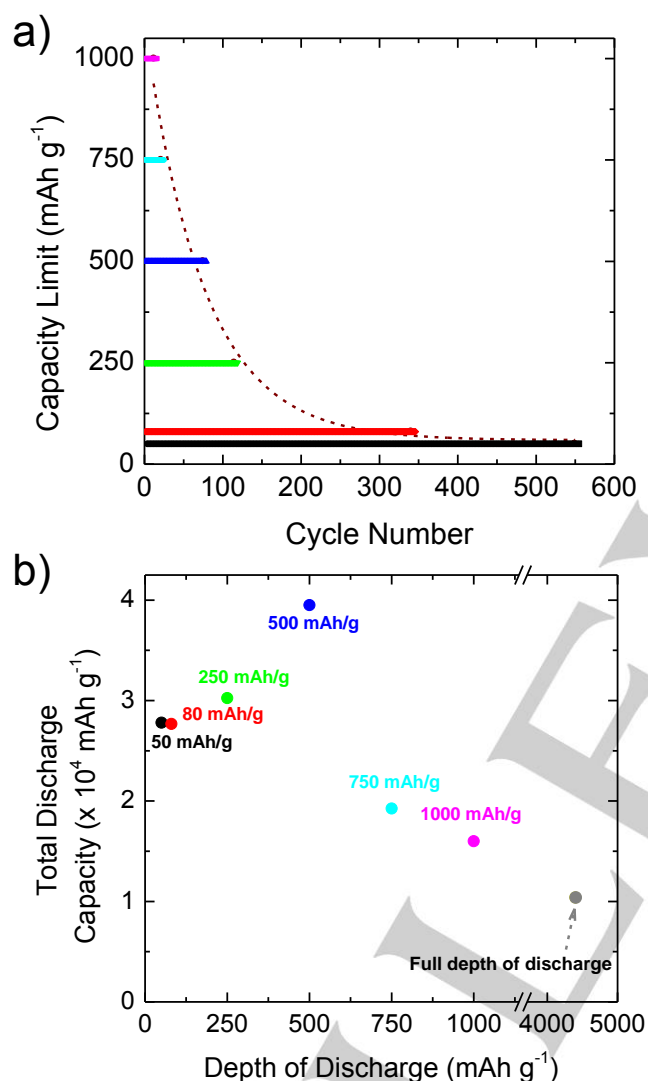 a)
1000
750
500
250
0
Capacity Limit (mAh g⁻¹)
0 100 200 300 400 500 600
Cycle Number
b)
4
3
2
1
0
Total Discharge
Capacity (x 10⁴ mAh g⁻¹)
500 mAh/g
250 mAh/g
80 mAh/g
50 mAh/g
750 mAh/g
1000 mAh/g
Full depth of discharge
0 250 500 750 1000 4000 5000
Depth of Discharge (mAh g⁻¹)